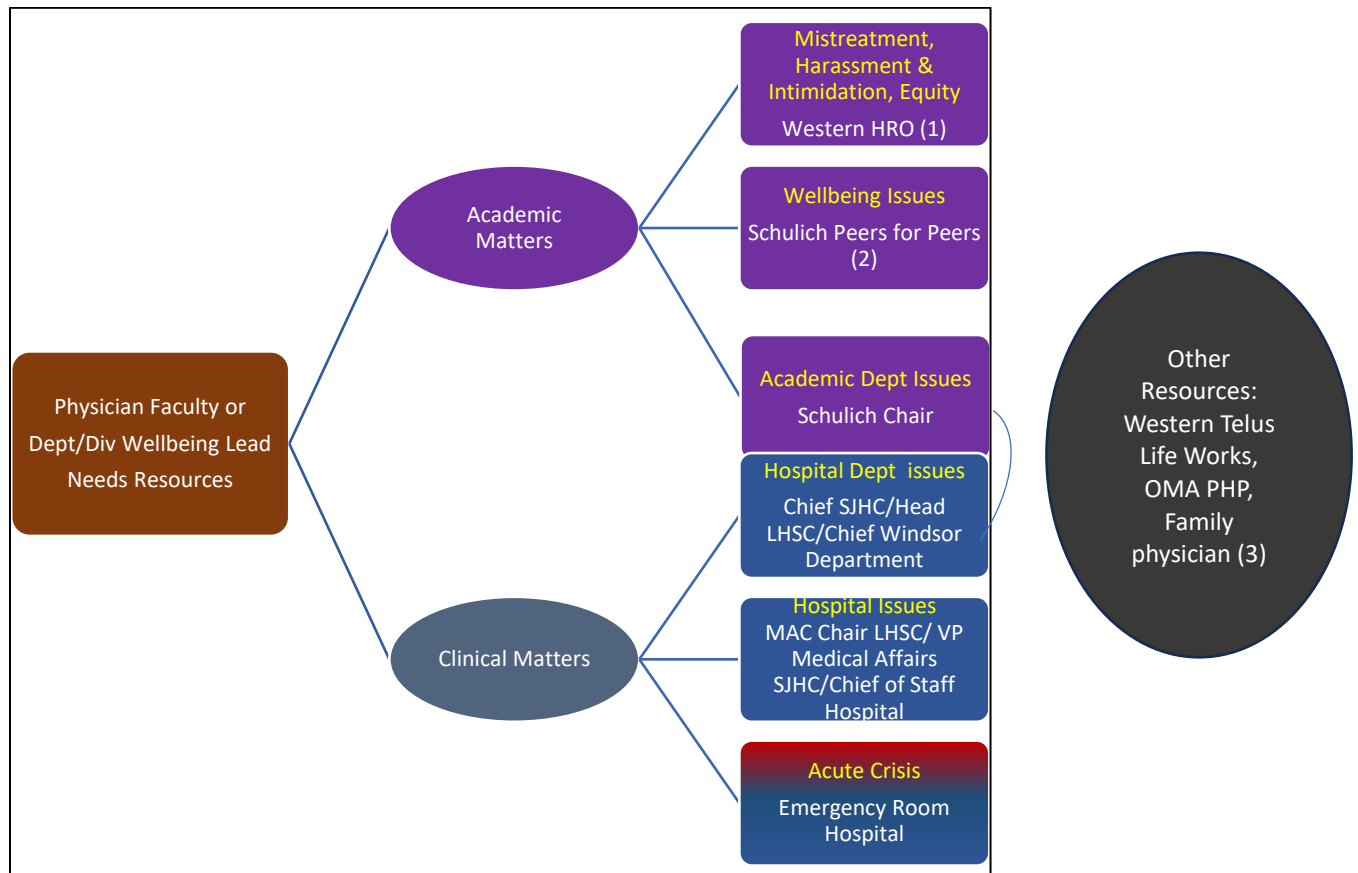 Physician Faculty or
Dept/Div Wellbeing Lead
Needs Resources
Academic
Matters
Clinical Matters
Mistreatment,
Harassment &
Intimidation, Equity
Western HRO (1)
Wellbeing Issues
Schulich Peers for Peers
(2)
Academic Dept Issues
Schulich Chair
Hospital Dept issues
Chief SJHC/Head
LHSC/Chief Windsor
Department
Hospital Issues
MAC Chair LHSC/ VP
Medical Affairs
SJHC/Chief of Staff
Hospital
Acute Crisis
Emergency Room
Hospital
Other
Resources:
Western Telus
Life Works,
OMA PHP,
Family
physician (3)